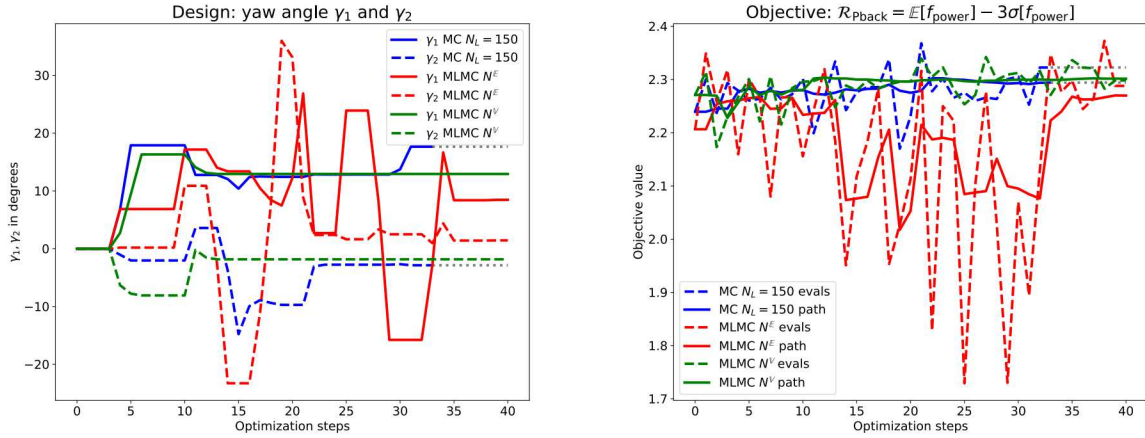 Design: yaw angle γ₁ and γ₂
γ₁, γ₂ in degrees
30
20
10
0
−10
−20
0 5 10 15 20 25 30 35 40
Optimization steps
γ₁ MC N_L = 150
γ₂ MC N_L = 150
γ₁ MLMC N^𝔼
γ₂ MLMC N^𝔼
γ₁ MLMC N^𝕍
γ₂ MLMC N^𝕍
Objective: ℛ_Pback = 𝔼[f_power] − 3σ[f_power]
Objective value
2.4
2.3
2.2
2.1
2.0
1.9
1.8
1.7
0 5 10 15 20 25 30 35 40
Optimization steps
MC N_L = 150 evals
MC N_L = 150 path
MLMC N^𝔼 evals
MLMC N^𝔼 path
MLMC N^𝕍 evals
MLMC N^𝕍 path